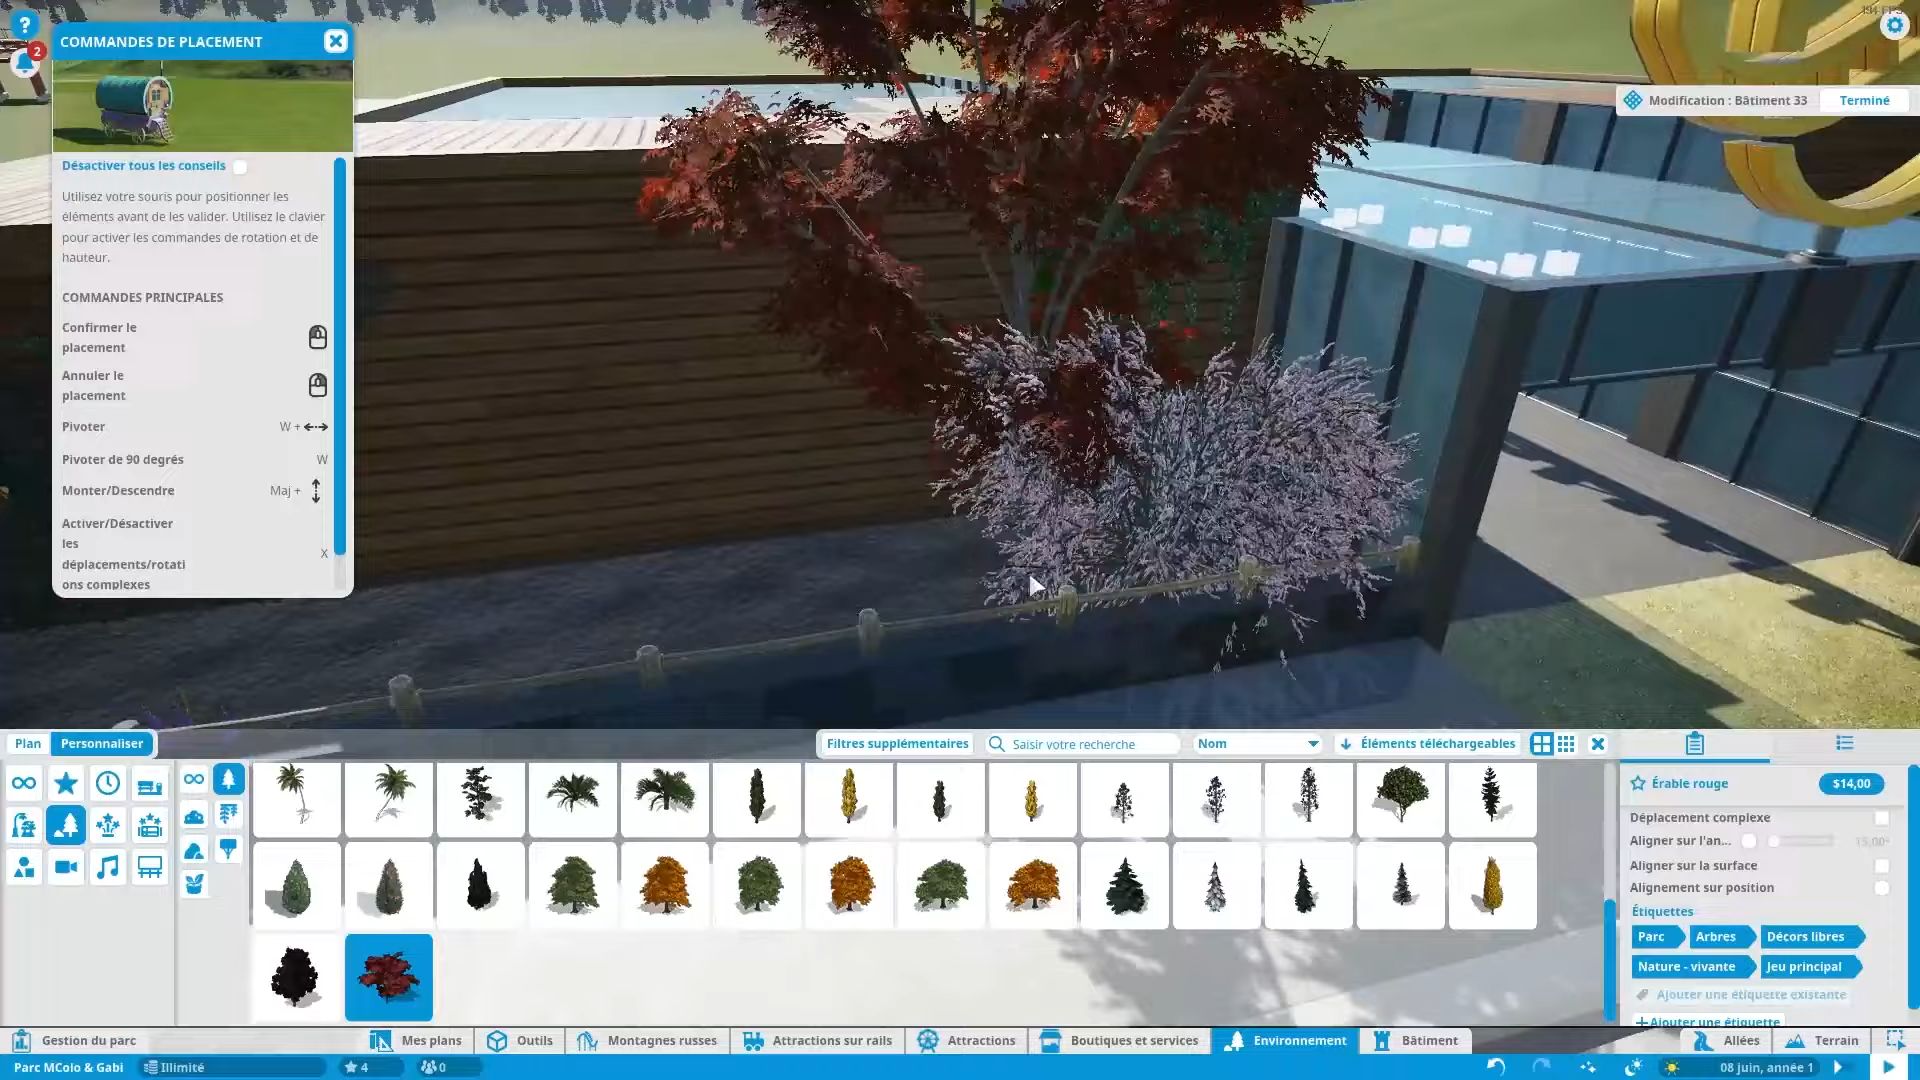 ?
2
COMMANDES DE PLACEMENT
Désactiver tous les conseils
Utilisez votre souris pour positionner les
éléments avant de les valider. Utilisez le clavier
pour activer les commandes de rotation et de
hauteur.
COMMANDES PRINCIPALES
Confirmer le
placement
Annuler le
placement
Pivoter W +
Pivoter de 90 degrés W
Monter/Descendre Maj +
Activer/Désactiver
les
déplacements/rotati
ons complexes
X
Modification : Bâtiment 33 Terminé
Plan Personnaliser
Filtres supplémentaires Saisir votre recherche Nom Éléments téléchargeables
Érable rouge $14,00
Déplacement complexe
Aligner sur l'an... 15,00°
Aligner sur la surface
Alignement sur position
Étiquettes
Parc Arbres Décors libres
Nature - vivante Jeu principal
Ajouter une étiquette existante
+Ajouter une étiquette
Gestion du parc Mes plans Outils Montagnes russes Attractions sur rails Attractions Boutiques et services Environnement Bâtiment Allées Terrain
Parc MColo & Gabi Illimité 4 0 08 juin, année 1